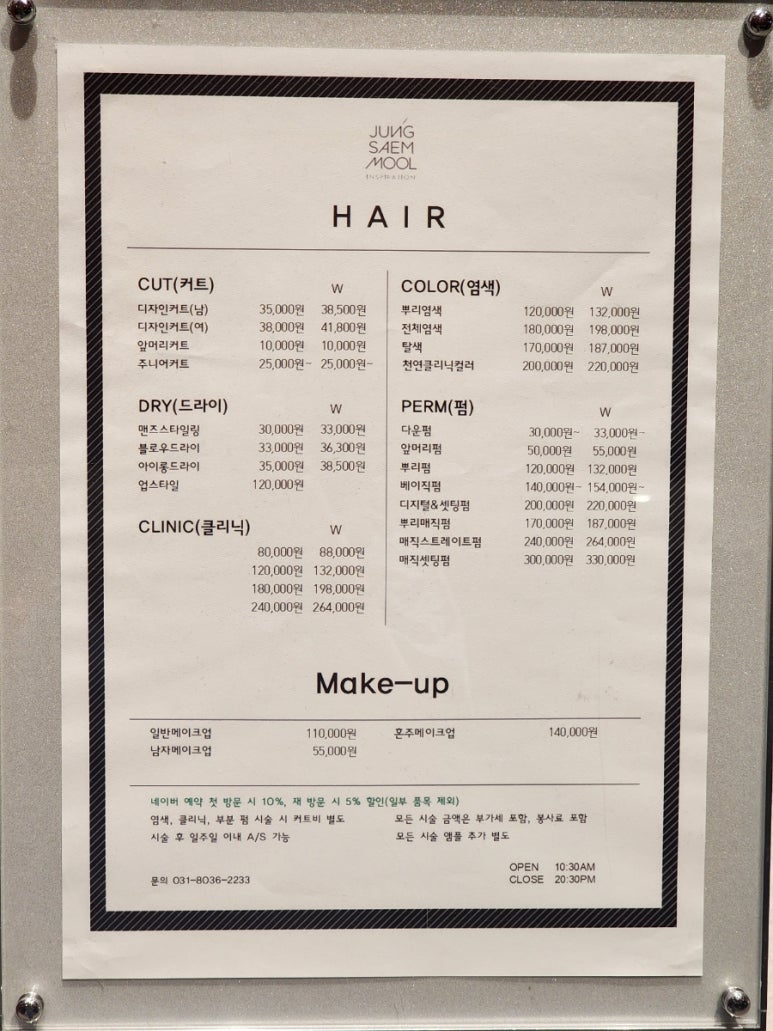 JUNG
SAEM
MOOL
INSPIRATION
HAIR
CUT(커트) W
디자인커트(남) 35,000원 38,500원
디자인커트(여) 38,000원 41,800원
앞머리커트 10,000원 10,000원
주니어커트 25,000원~ 25,000원~
DRY(드라이) W
맨즈스타일링 30,000원 33,000원
블로우드라이 33,000원 36,300원
아이롱드라이 35,000원 38,500원
업스타일 120,000원
CLINIC(클리닉) W
80,000원 88,000원
120,000원 132,000원
180,000원 198,000원
240,000원 264,000원
COLOR(염색) W
뿌리염색 120,000원 132,000원
전체염색 180,000원 198,000원
탈색 170,000원 187,000원
천연클리닉컬러 200,000원 220,000원
PERM(펌) W
다운펌 30,000원~ 33,000원~
앞머리펌 50,000원 55,000원
뿌리펌 120,000원 132,000원
베이직펌 140,000원~ 154,000원~
디지털&셋팅펌 200,000원 220,000원
뿌리매직펌 170,000원 187,000원
매직스트레이트펌 240,000원 264,000원
매직셋팅펌 300,000원 330,000원
Make-up
일반메이크업 110,000원 혼주메이크업 140,000원
남자메이크업 55,000원
네이버 예약 첫 방문 시 10%, 재 방문 시 5% 할인(일부 품목 제외)
염색, 클리닉, 부분 펌 시술 시 커트비 별도 모든 시술 금액은 부가세 포함, 봉사료 포함
시술 후 일주일 이내 A/S 가능 모든 시술 앰플 추가 별도
OPEN 10:30AM
문의 031-8036-2233 CLOSE 20:30PM